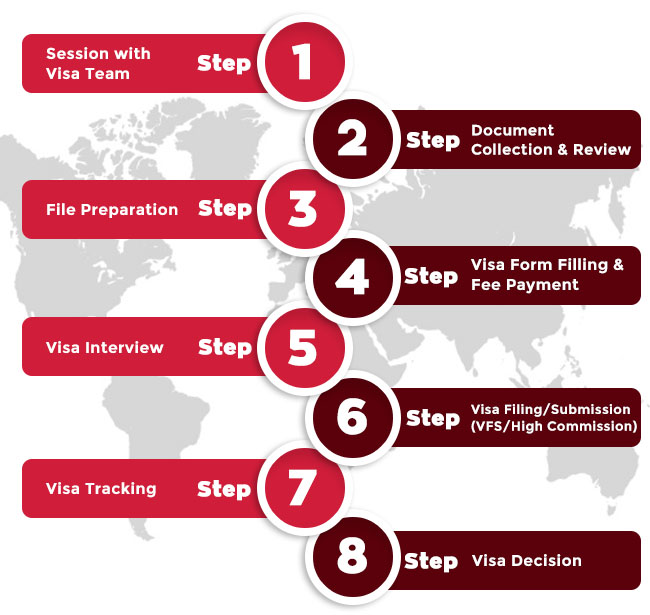 Session with
Visa Team
Step 1
2 Step
Document
Collection & Review
File Preparation Step 3
4 Step
Visa Form Filling &
Fee Payment
Visa Interview Step 5
6 Step
Visa Filing/Submission
(VFS/High Commission)
Visa Tracking Step 7
8 Step Visa Decision